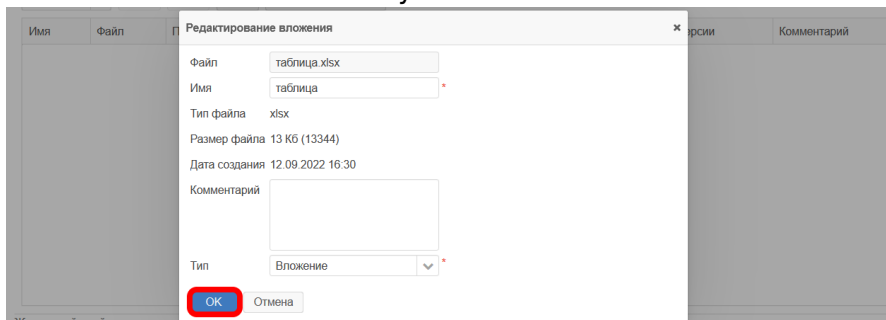 Имя Файл Редактирование вложения × Комментарий
Файл таблица.xlsx
Имя таблица *
Тип файла xlsx
Размер файла 13 Кб (13344)
Дата создания 12.09.2022 16:30
Комментарий
Тип Вложение *
OK Отмена